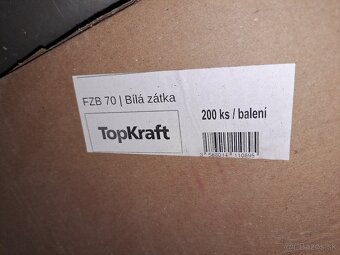 FZB 70 | Bílá zátka
200 ks / balení
TopKraft